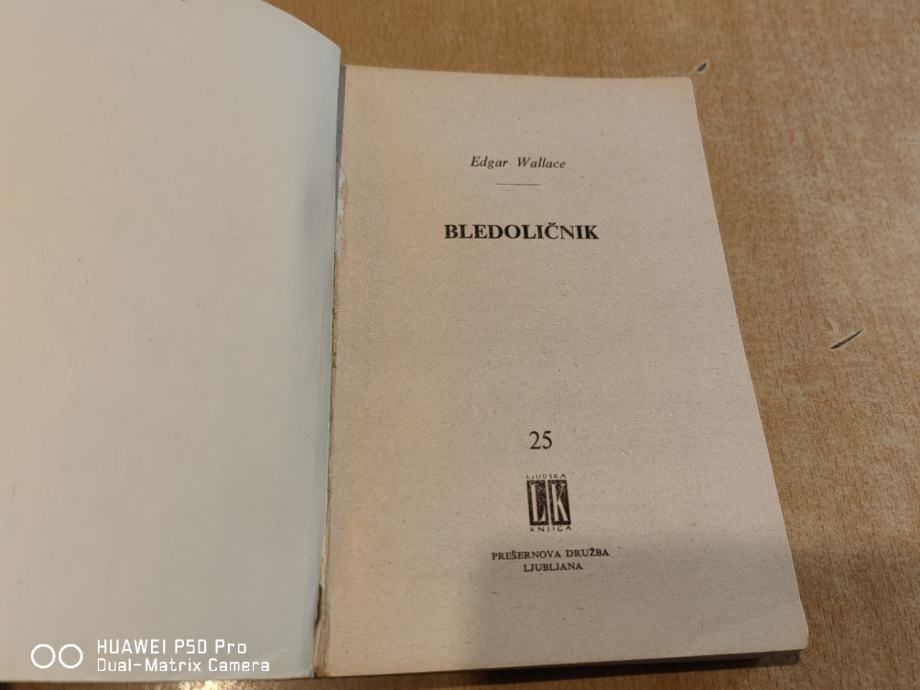 Edgar Wallace
BLEDOLIČNIK
25
LJUDSKA
LK
KNJIGA
PREŠERNOVA DRUŽBA
LJUBLJANA
HUAWEI P50 Pro
Dual-Matrix Camera